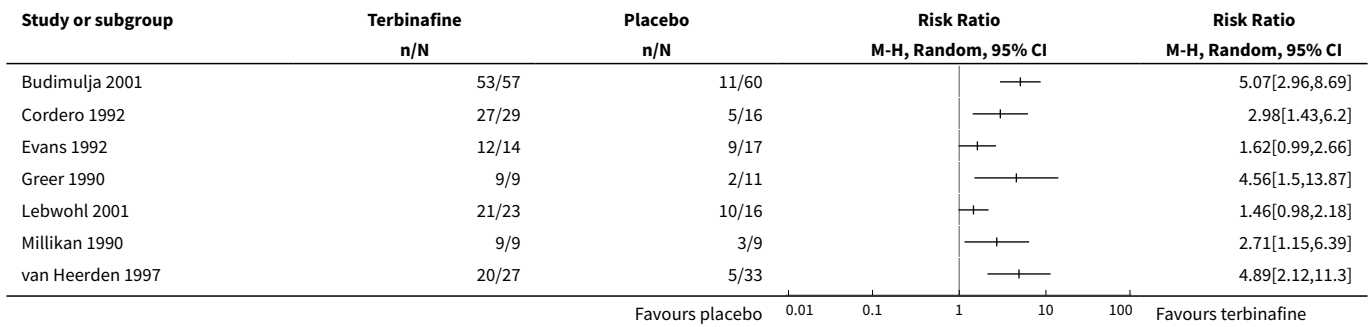 Study or subgroup Terbinafine Placebo Risk Ratio Risk Ratio
n/N n/N M-H, Random, 95% CI M-H, Random, 95% CI
Budimulja 2001 53/57 11/60 5.07[2.96,8.69]
Cordero 1992 27/29 5/16 2.98[1.43,6.2]
Evans 1992 12/14 9/17 1.62[0.99,2.66]
Greer 1990 9/9 2/11 4.56[1.5,13.87]
Lebwohl 2001 21/23 10/16 1.46[0.98,2.18]
Millikan 1990 9/9 3/9 2.71[1.15,6.39]
van Heerden 1997 20/27 5/33 4.89[2.12,11.3]
Favours placebo 0.01 0.1 1 10 100 Favours terbinafine